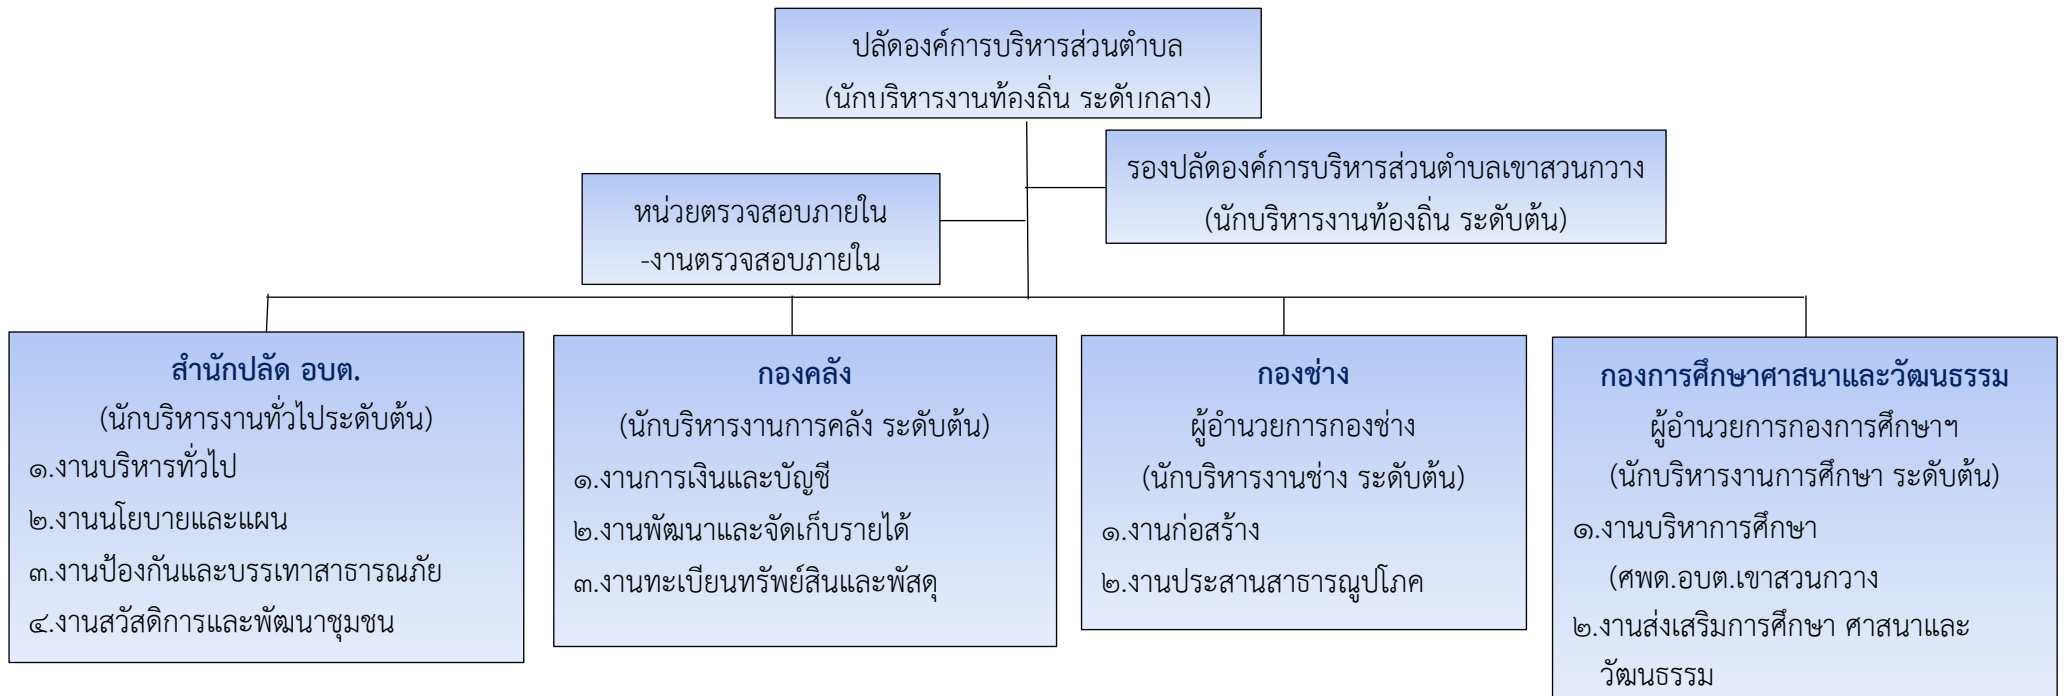 ปลัดองค์การบริหารส่วนตำบล
(นักบริหารงานท้องถิ่น ระดับกลาง)
รองปลัดองค์การบริหารส่วนตำบลเขาสวนกวาง
(นักบริหารงานท้องถิ่น ระดับต้น)
หน่วยตรวจสอบภายใน
-งานตรวจสอบภายใน
สำนักปลัด อบต.
(นักบริหารงานทั่วไประดับต้น)
๑.งานบริหารทั่วไป
๒.งานนโยบายและแผน
๓.งานป้องกันและบรรเทาสาธารณภัย
๔.งานสวัสดิการและพัฒนาชุมชน
กองคลัง
(นักบริหารงานการคลัง ระดับต้น)
๑.งานการเงินและบัญชี
๒.งานพัฒนาและจัดเก็บรายได้
๓.งานทะเบียนทรัพย์สินและพัสดุ
กองช่าง
ผู้อำนวยการกองช่าง
(นักบริหารงานช่าง ระดับต้น)
๑.งานก่อสร้าง
๒.งานประสานสาธารณูปโภค
กองการศึกษาศาสนาและวัฒนธรรม
ผู้อำนวยการกองการศึกษาฯ
(นักบริหารงานการศึกษา ระดับต้น)
๑.งานบริหาการศึกษา
(ศพด.อบต.เขาสวนกวาง
๒.งานส่งเสริมการศึกษา ศาสนาและ
วัฒนธรรม